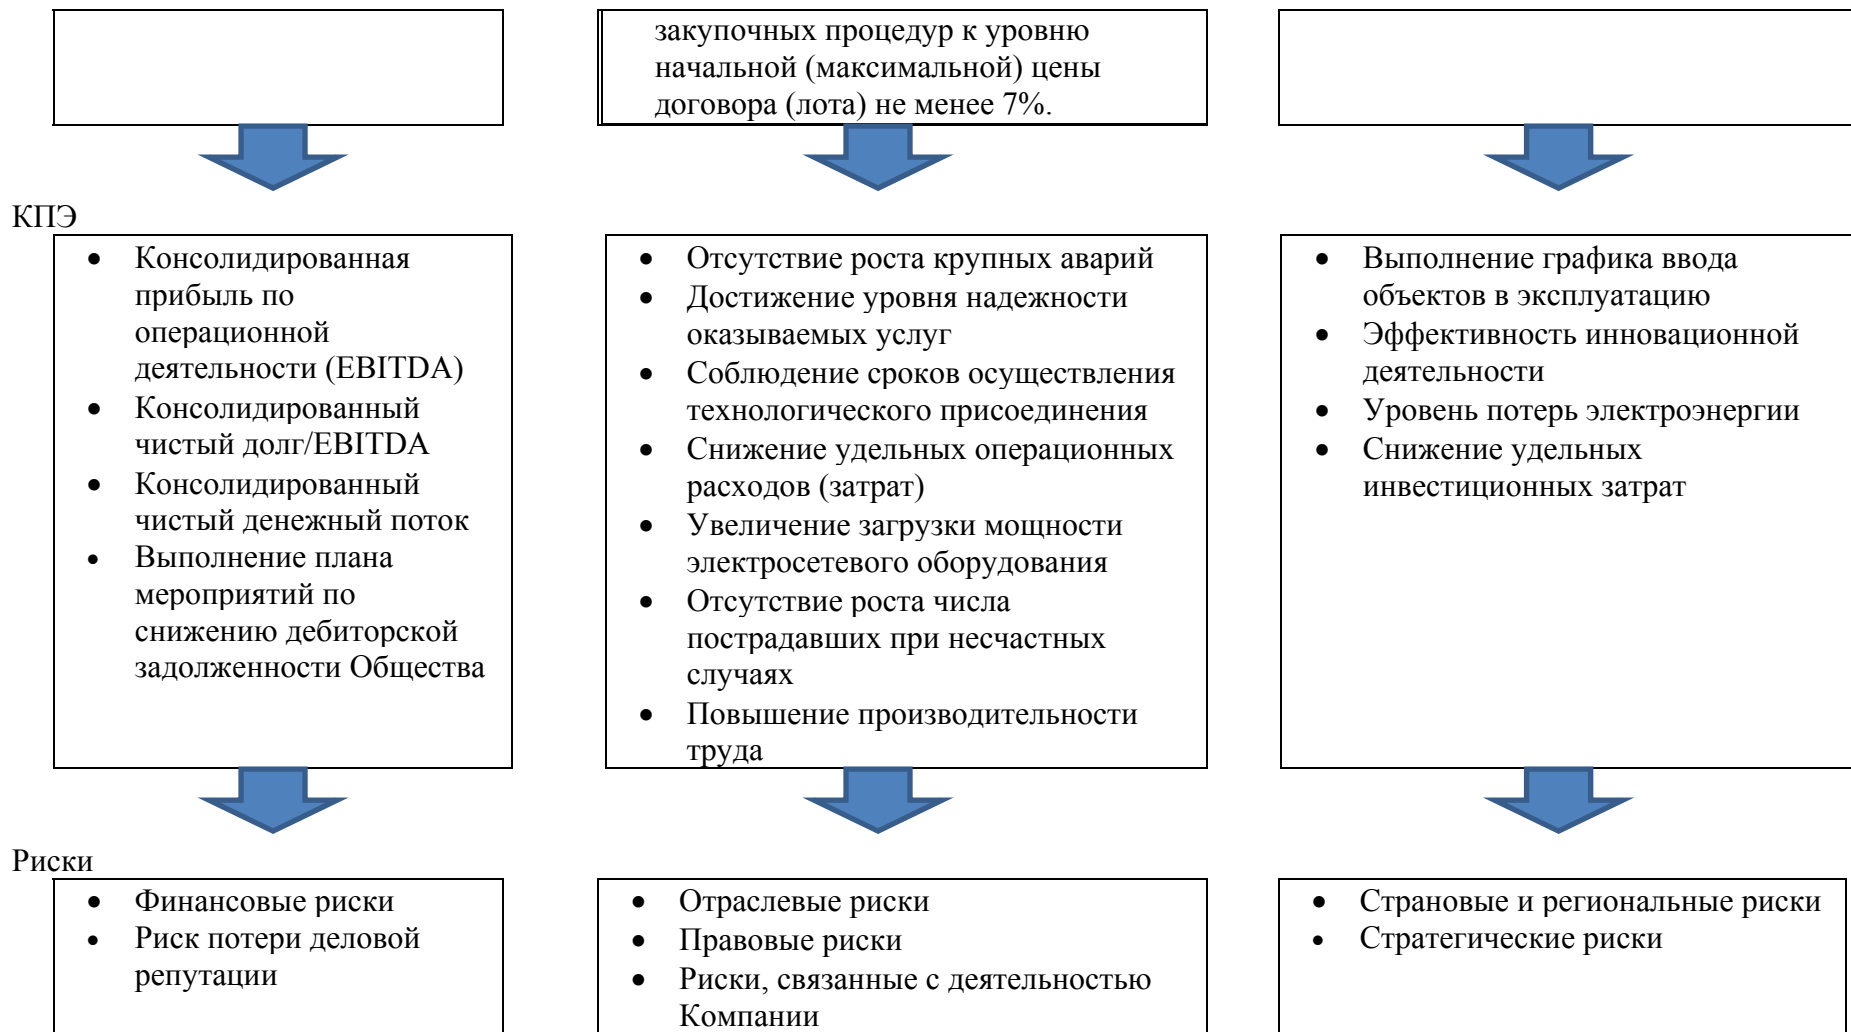 закупочных процедур к уровню
начальной (максимальной) цены
договора (лота) не менее 7%.
КПЭ
• Консолидированная
прибыль по
операционной
деятельности (EBITDA)
• Консолидированный
чистый долг/EBITDA
• Консолидированный
чистый денежный поток
• Выполнение плана
мероприятий по
снижению дебиторской
задолженности Общества
• Отсутствие роста крупных аварий
• Достижение уровня надежности
оказываемых услуг
• Соблюдение сроков осуществления
технологического присоединения
• Снижение удельных операционных
расходов (затрат)
• Увеличение загрузки мощности
электросетевого оборудования
• Отсутствие роста числа
пострадавших при несчастных
случаях
• Повышение производительности
труда
• Выполнение графика ввода
объектов в эксплуатацию
• Эффективность инновационной
деятельности
• Уровень потерь электроэнергии
• Снижение удельных
инвестиционных затрат
Риски
• Финансовые риски
• Риск потери деловой
репутации
• Отраслевые риски
• Правовые риски
• Риски, связанные с деятельностью
Компании
• Страновые и региональные риски
• Стратегические риски